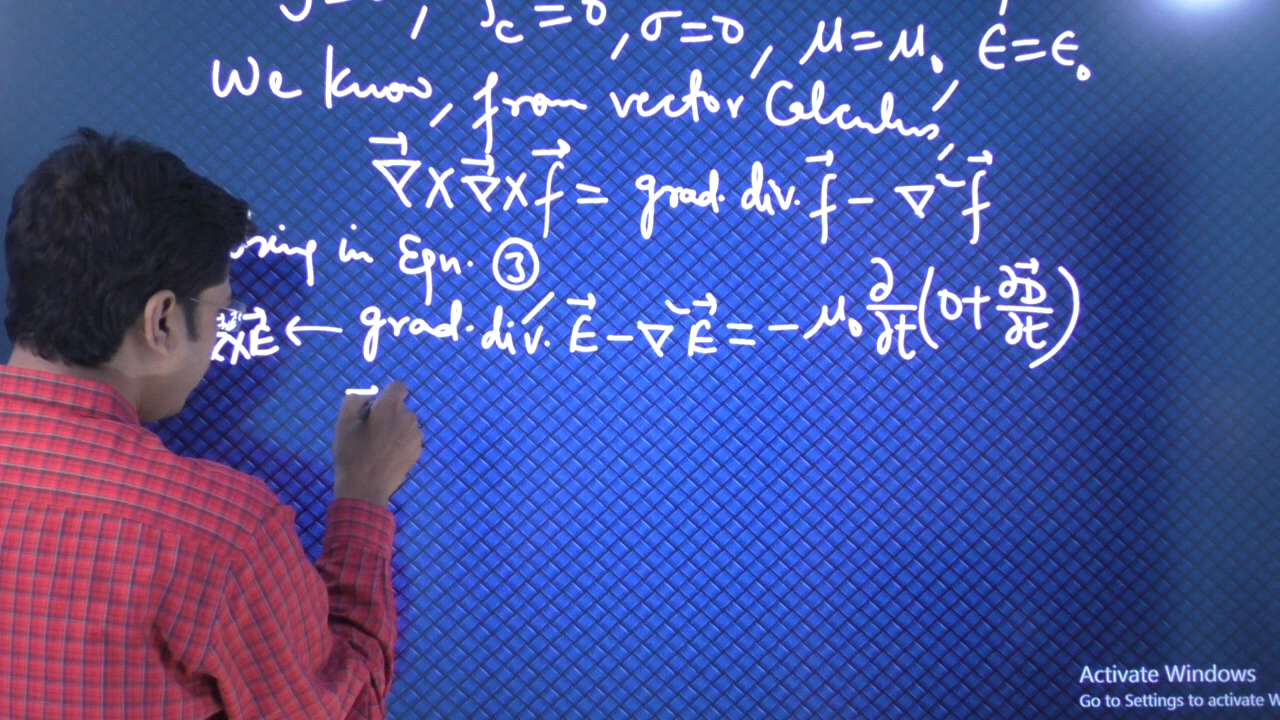 J_c = 0, σ = 0, μ = μ₀, ϵ = ϵ₀
We know, from vector Calculus,
∇⃗ × ∇⃗ × f⃗ = grad. div. f⃗ − ∇² f⃗
in Eqn. ③
× E⃗ ← grad. div. E⃗ − ∇² E⃗ = − μ₀ ∂/∂t (0 + ∂D⃗/∂t)
Activate Windows
Go to Settings to activate W